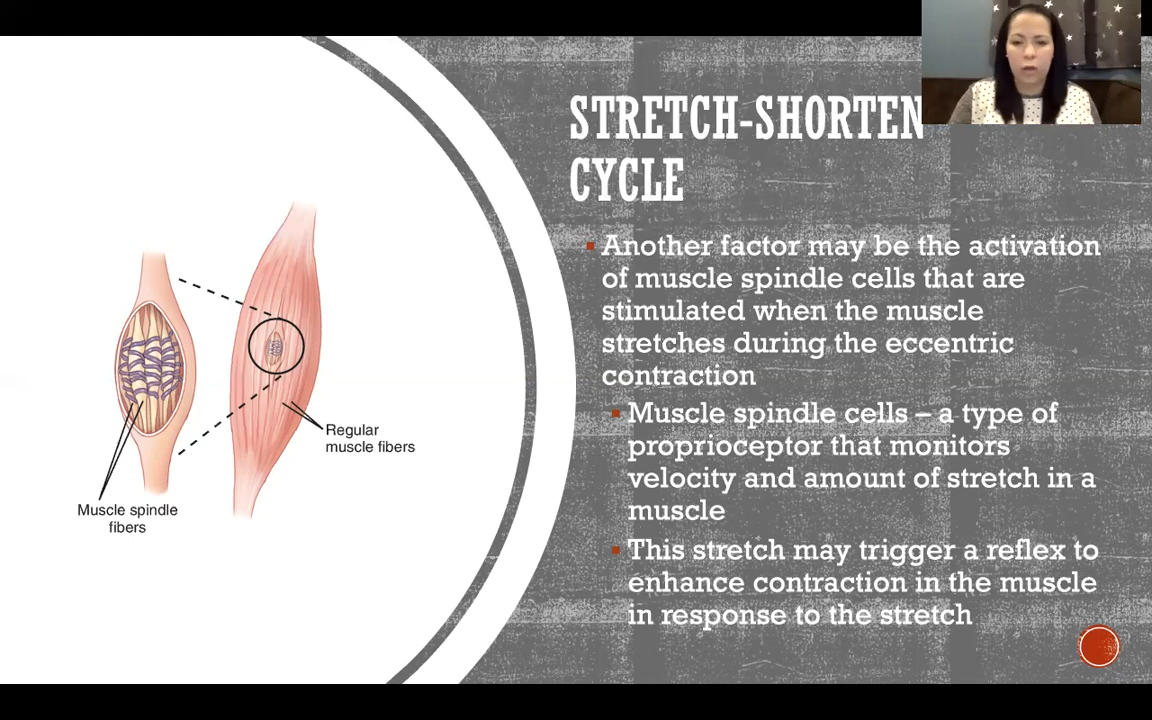 STRETCH-SHORTEN
CYCLE
Another factor may be the activation
of muscle spindle cells that are
stimulated when the muscle
stretches during the eccentric
contraction
Muscle spindle cells – a type of
proprioceptor that monitors
velocity and amount of stretch in a
muscle
This stretch may trigger a reflex to
enhance contraction in the muscle
in response to the stretch
Regular
muscle fibers
Muscle spindle
fibers